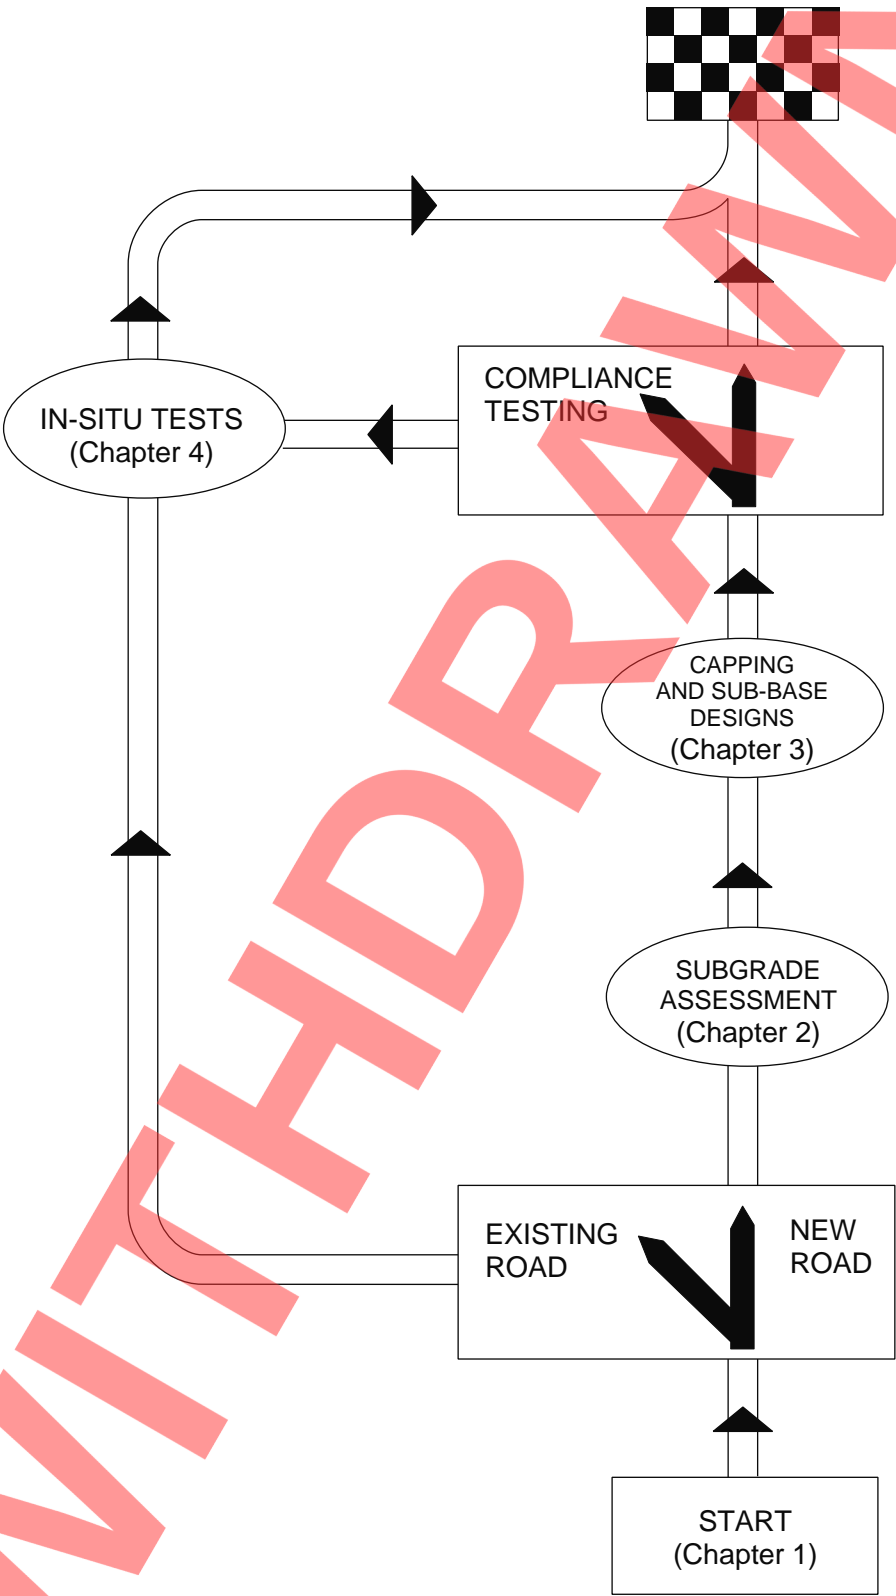 COMPLIANCE
TESTING
IN-SITU TESTS
(Chapter 4)
CAPPING
AND SUB-BASE
DESIGNS
(Chapter 3)
SUBGRADE
ASSESSMENT
(Chapter 2)
EXISTING
ROAD
NEW
ROAD
START
(Chapter 1)
WITHDRAWN